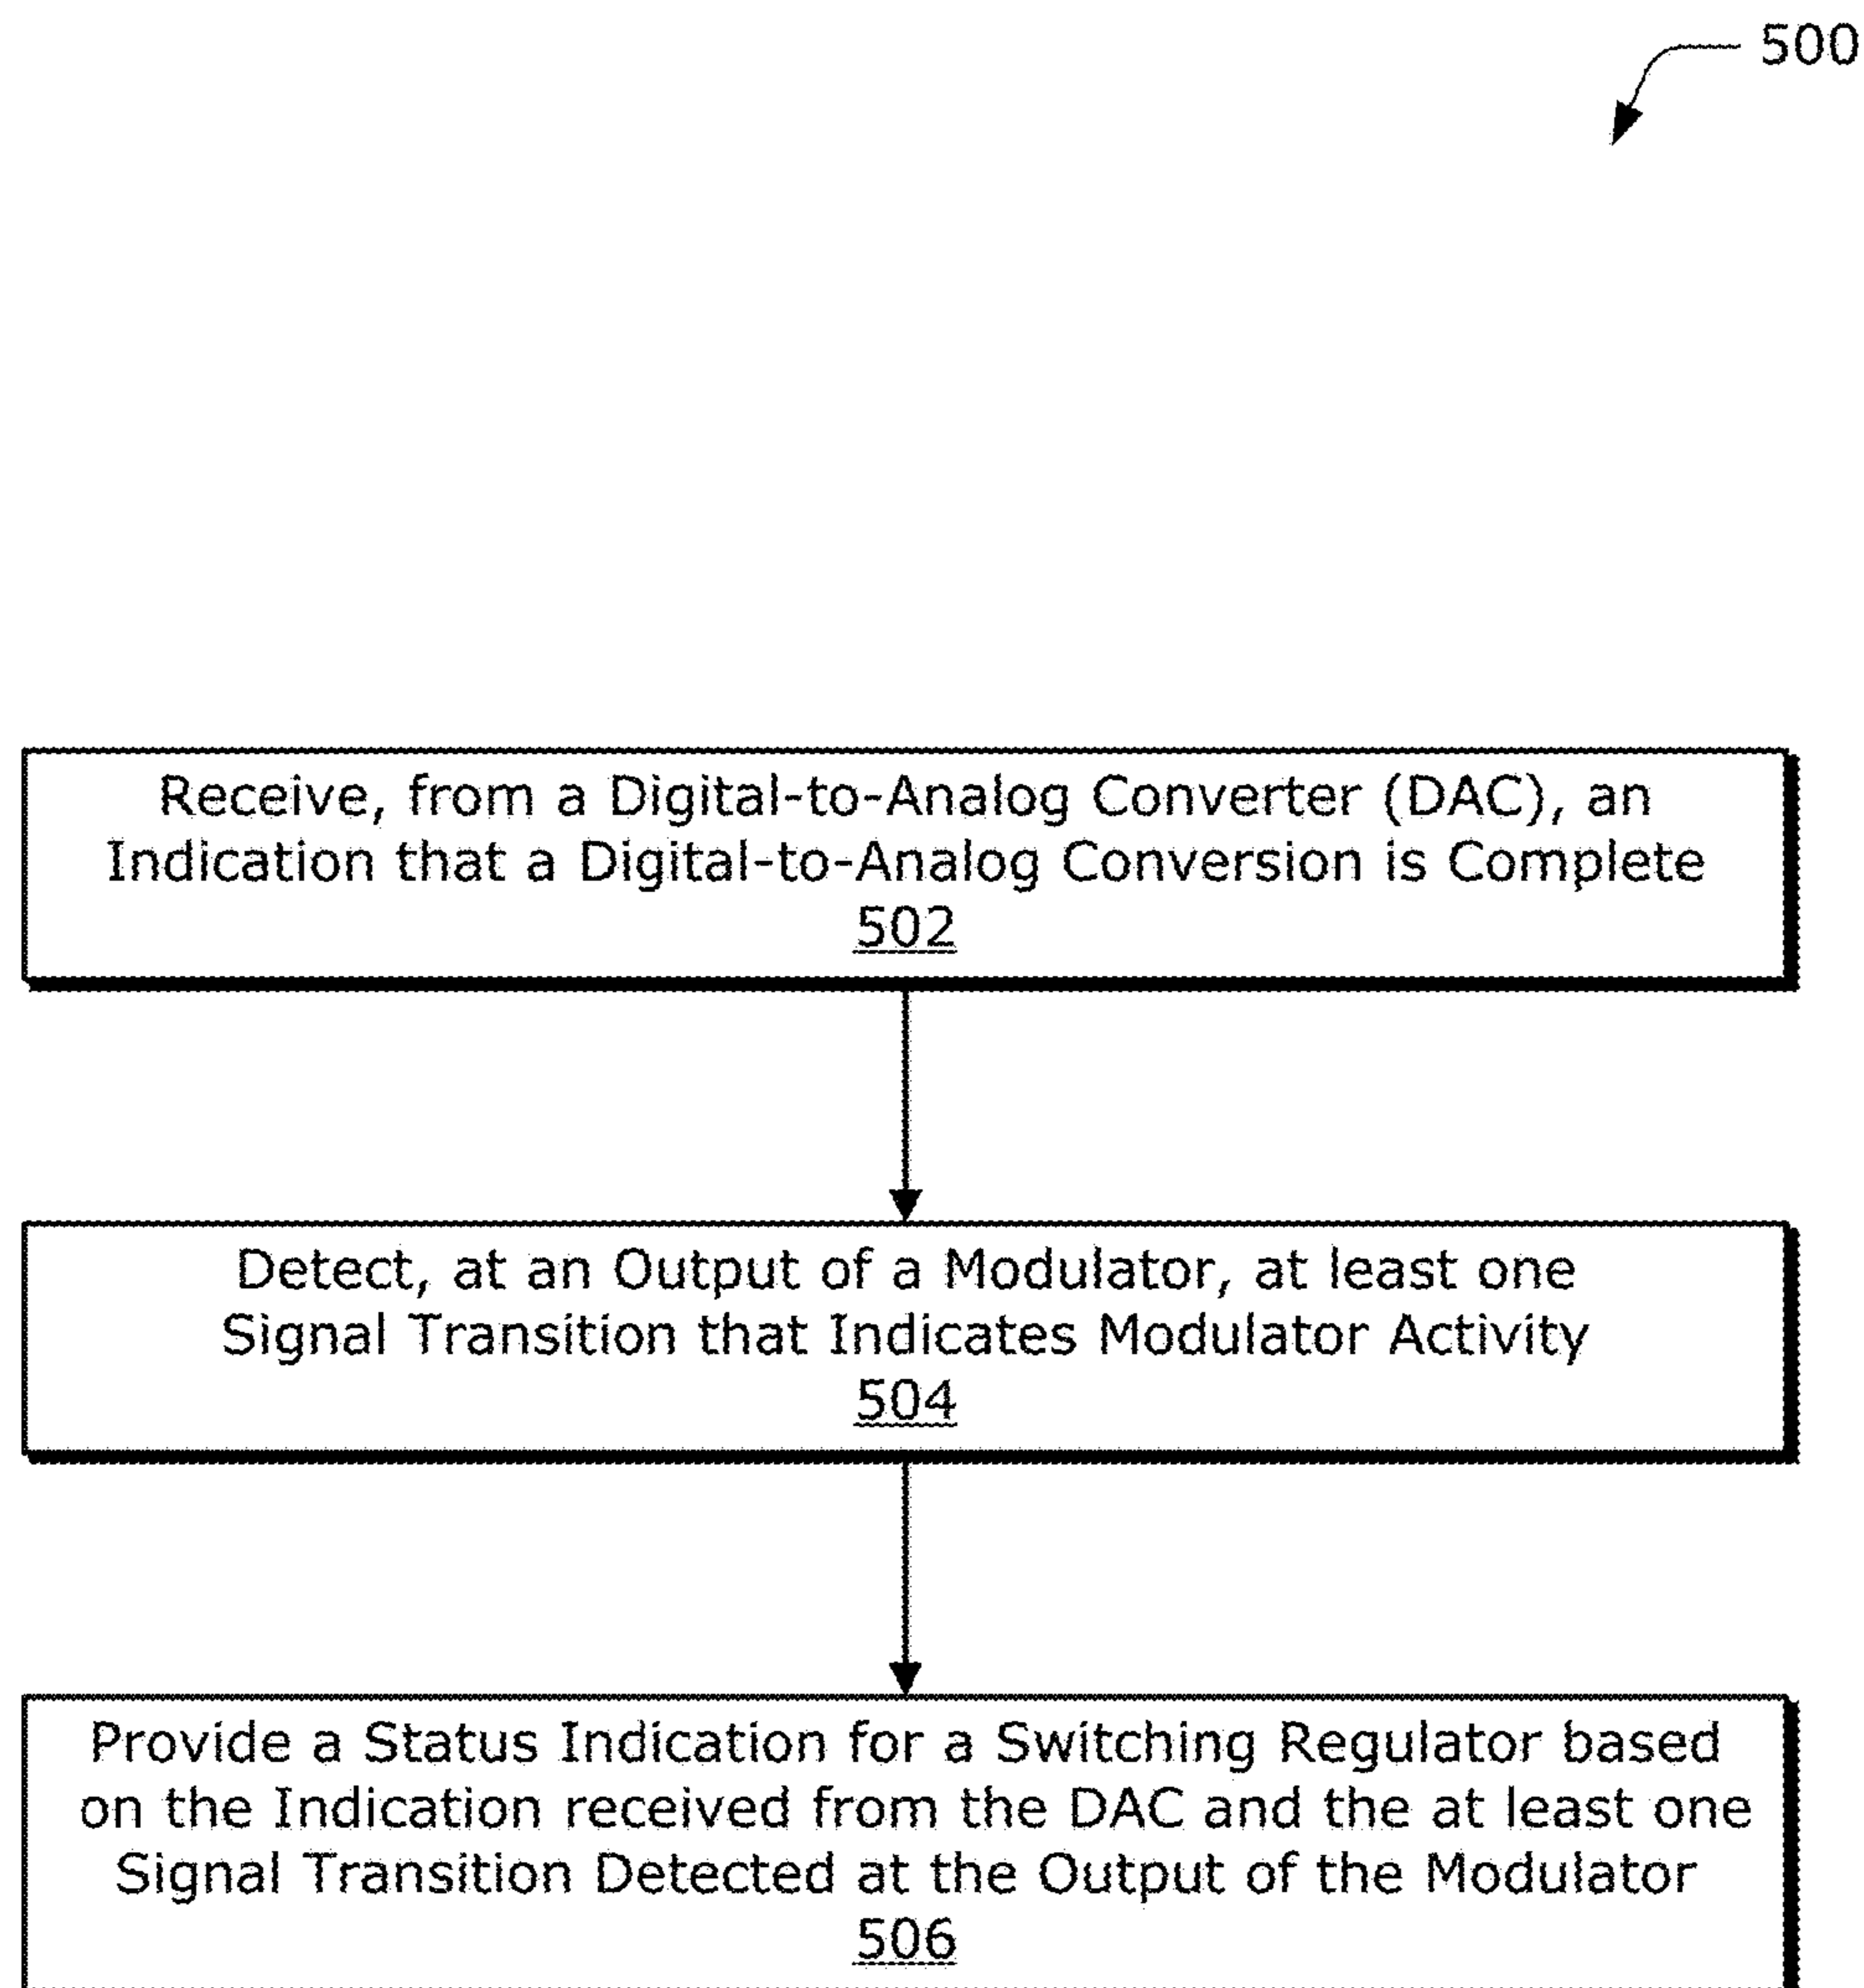 500
Receive, from a Digital-to-Analog Converter (DAC), an
Indication that a Digital-to-Analog Conversion is Complete
502
Detect, at an Output of a Modulator, at least one
Signal Transition that Indicates Modulator Activity
504
Provide a Status Indication for a Switching Regulator based
on the Indication received from the DAC and the at least one
Signal Transition Detected at the Output of the Modulator
506